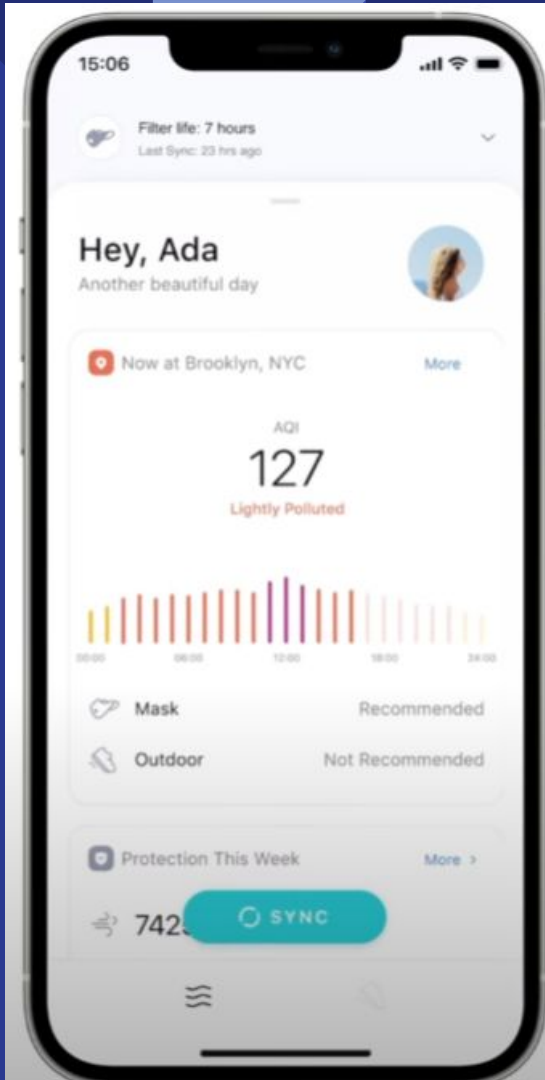 15:06
Filter life: 7 hours
Last Sync: 23 hrs ago
Hey, Ada
Another beautiful day
Now at Brooklyn, NYC
More
AQI
127
Lightly Polluted
00:00 06:00 12:00 18:00 24:00
Mask Recommended
Outdoor Not Recommended
Protection This Week More >
SYNC